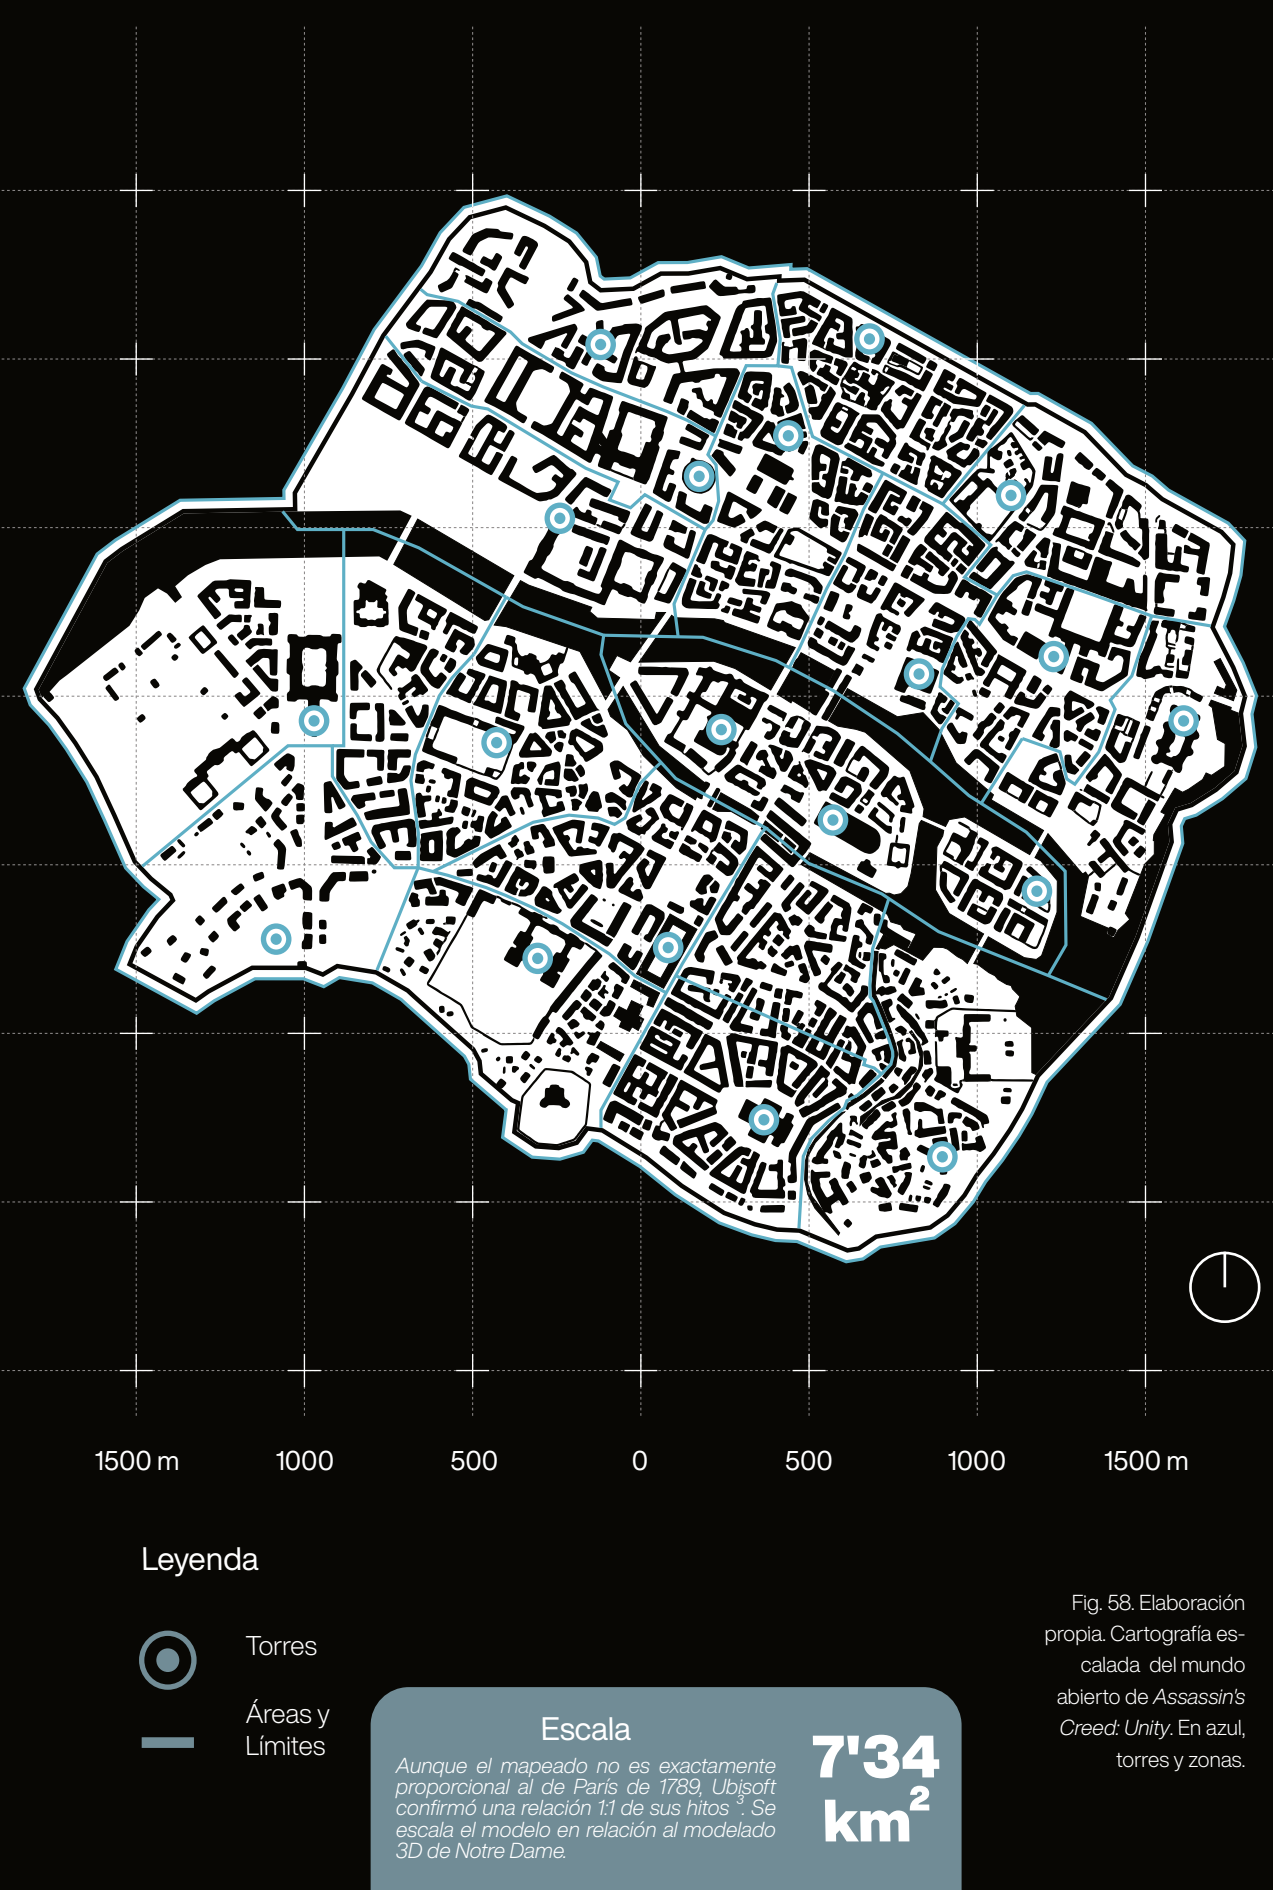 1500 m 1000 500 0 500 1000 1500 m
Leyenda
Torres
Áreas y
Límites
Escala
Aunque el mapeado no es exactamente
proporcional al de París de 1789, Ubisoft
confirmó una relación 1:1 de sus hitos ³. Se
escala el modelo en relación al modelado
3D de Notre Dame.
7'34
km²
Fig. 58. Elaboración
propia. Cartografía es-
calada del mundo
abierto de Assassin's
Creed: Unity. En azul,
torres y zonas.